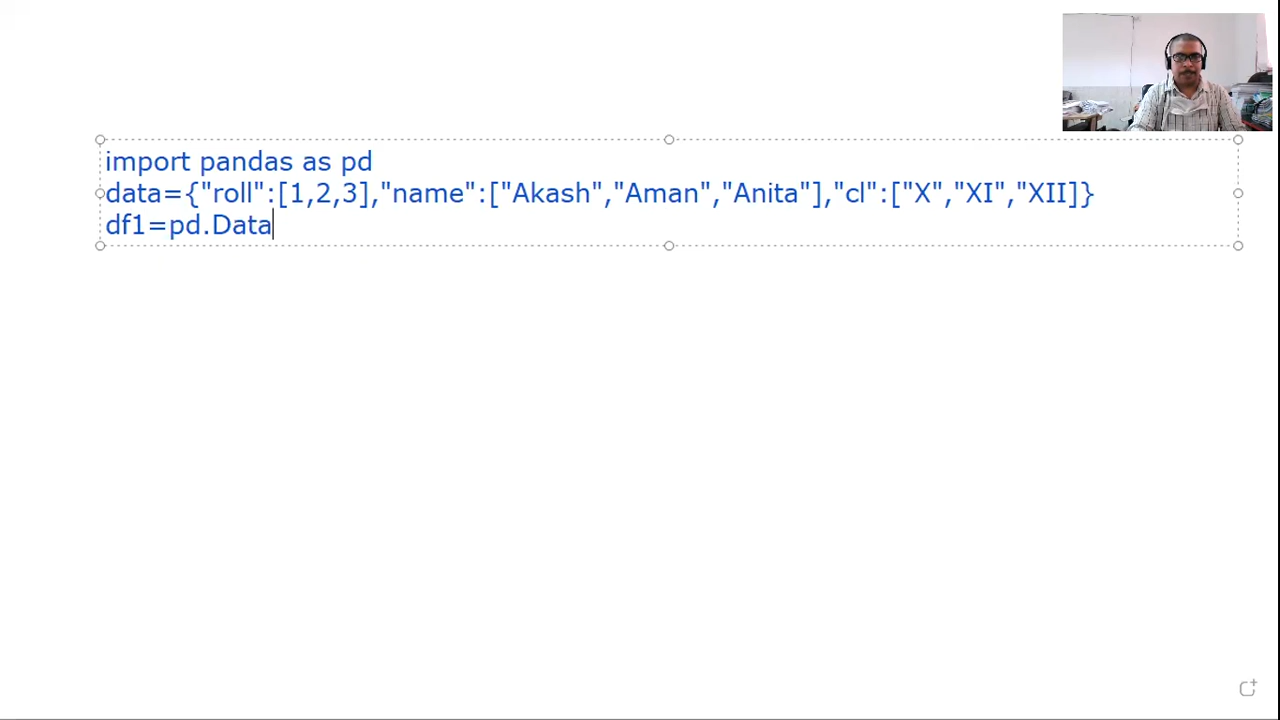 import pandas as pd
data={"roll":[1,2,3],"name":["Akash","Aman","Anita"],"cl":["X","XI","XII]}
df1=pd.Data